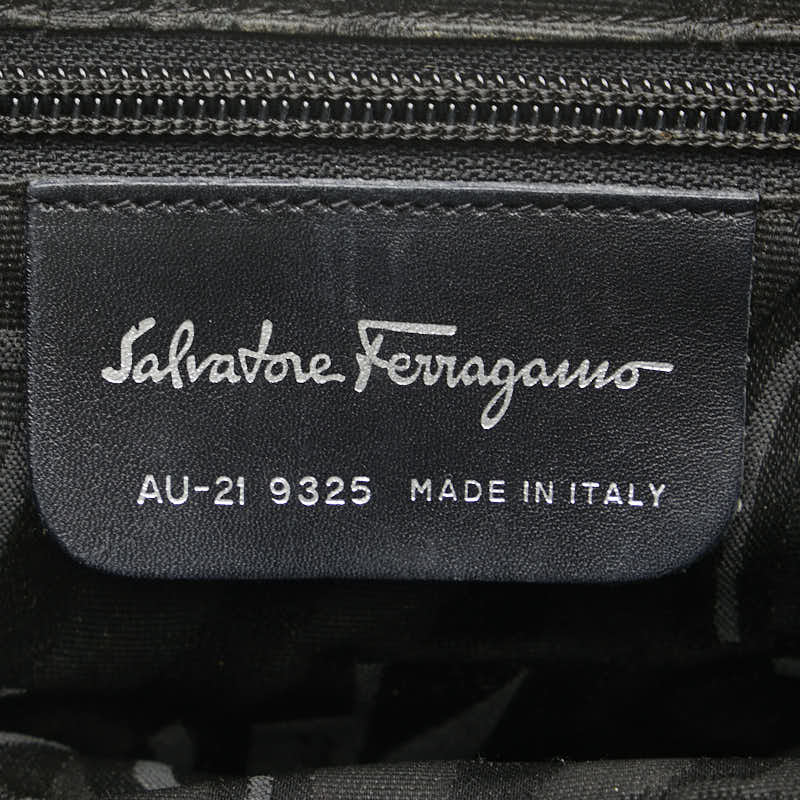 Salvatore Ferragamo
AU-21 9325 MADE IN ITALY